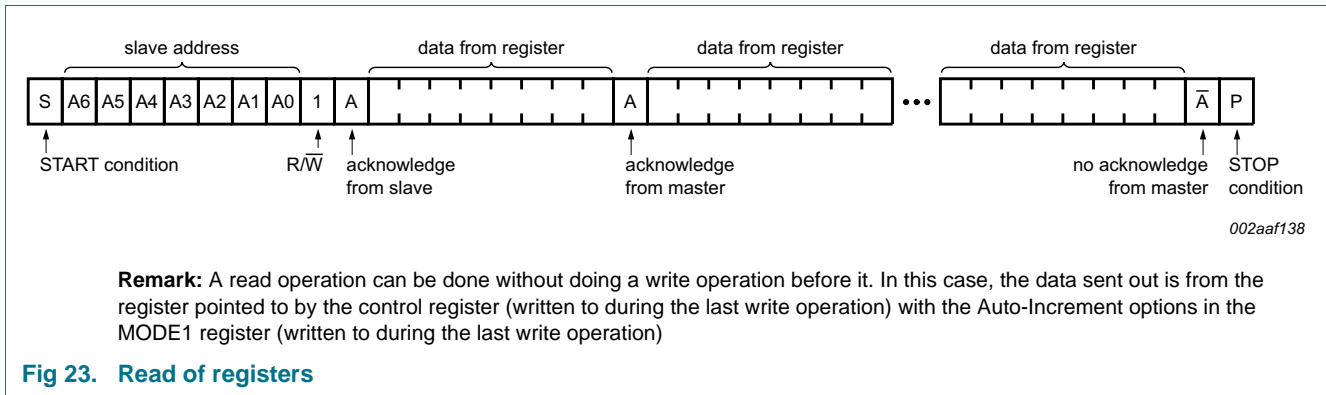 slave address data from register data from register data from register
S A6 A5 A4 A3 A2 A1 A0 1 A A A̅ P
START condition R/W̅ acknowledge from slave acknowledge from master no acknowledge from master STOP condition
002aaf138
Remark: A read operation can be done without doing a write operation before it. In this case, the data sent out is from the
register pointed to by the control register (written to during the last write operation) with the Auto-Increment options in the
MODE1 register (written to during the last write operation)
Fig 23. Read of registers